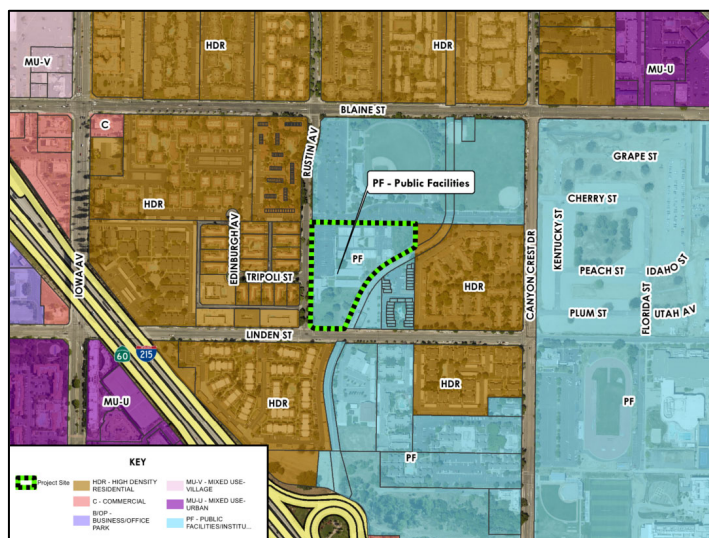 HDR
HDR
MU-V
MU-U
BLAINE ST
C
RUSTIN AV
GRAPE ST
PF - Public Facilities
CHERRY ST
HDR
EDINBURGH AV
KENTUCKY ST
PF
IOWA AV
TRIPOLI ST
CANYON CREST DR
PEACH ST
IDAHO ST
HDR
FLORIDA ST
PLUM ST
UTAH AV
LINDEN ST
60
215
HDR
MU-U
HDR
PF
PF
KEY
Project Site
HDR - HIGH DENSITY
RESIDENTIAL
C - COMMERCIAL
B/OP -
BUSINESS/OFFICE
PARK
MU-V - MIXED USE-
VILLAGE
MU-U - MIXED USE-
URBAN
PF - PUBLIC
FACILITIES/INSTITU...